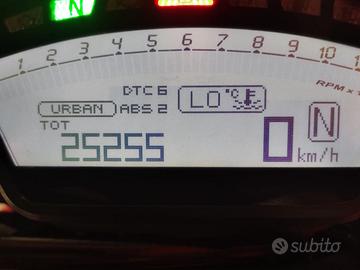 N
1 2 3 4 5 6 7 8 9 10
RPM x1
DTC 6
URBAN ABS 2
LO °C
TOT
25255
0 km/h
N
subito